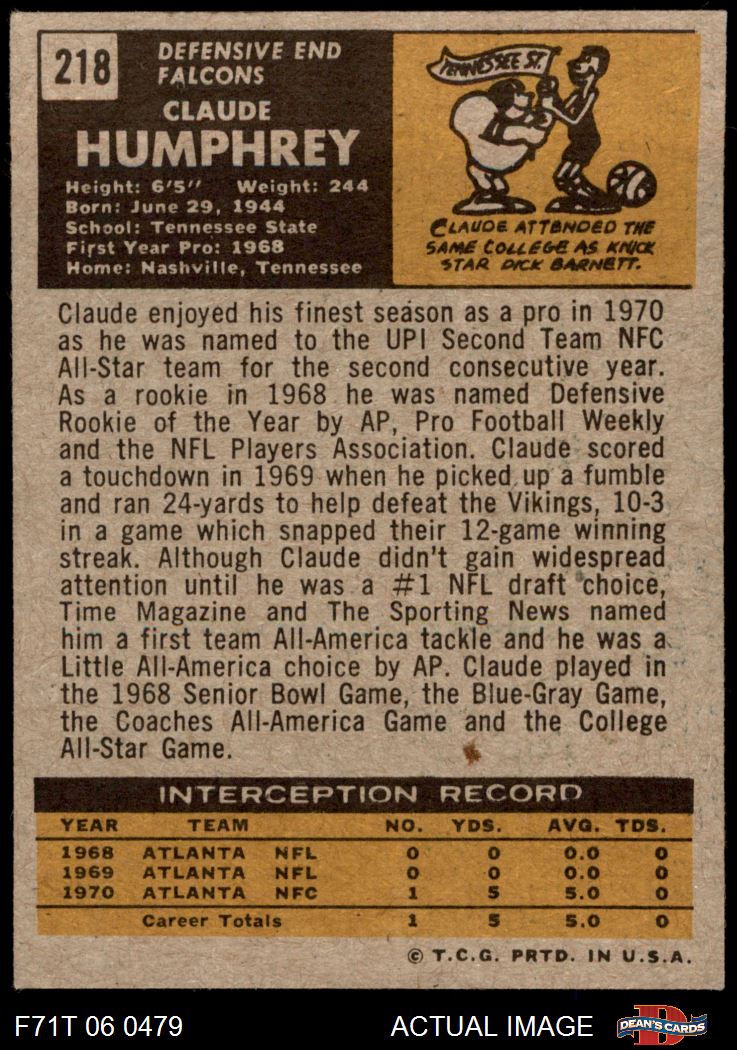 218
DEFENSIVE END
FALCONS
CLAUDE
HUMPHREY
Height: 6'5" Weight: 244
Born: June 29, 1944
School: Tennessee State
First Year Pro: 1968
Home: Nashville, Tennessee
TENNESSEE ST.
CLAUDE ATTENDED THE
SAME COLLEGE AS KNICK
STAR DICK BARNETT.
Claude enjoyed his finest season as a pro in 1970
as he was named to the UPI Second Team NFC
All-Star team for the second consecutive year.
As a rookie in 1968 he was named Defensive
Rookie of the Year by AP, Pro Football Weekly
and the NFL Players Association. Claude scored
a touchdown in 1969 when he picked up a fumble
and ran 24-yards to help defeat the Vikings, 10-3
in a game which snapped their 12-game winning
streak. Although Claude didn't gain widespread
attention until he was a #1 NFL draft choice,
Time Magazine and The Sporting News named
him a first team All-America tackle and he was a
Little All-America choice by AP. Claude played in
the 1968 Senior Bowl Game, the Blue-Gray Game,
the Coaches All-America Game and the College
All-Star Game.
INTERCEPTION RECORD
YEAR TEAM NO. YDS. AVG. TDS.
1968 ATLANTA NFL 0 0 0.0 0
1969 ATLANTA NFL 0 0 0.0 0
1970 ATLANTA NFC 1 5 5.0 0
Career Totals 1 5 5.0 0
© T.C.G. PRTD. IN U.S.A.
F71T 06 0479 ACTUAL IMAGE DEAN'S CARDS